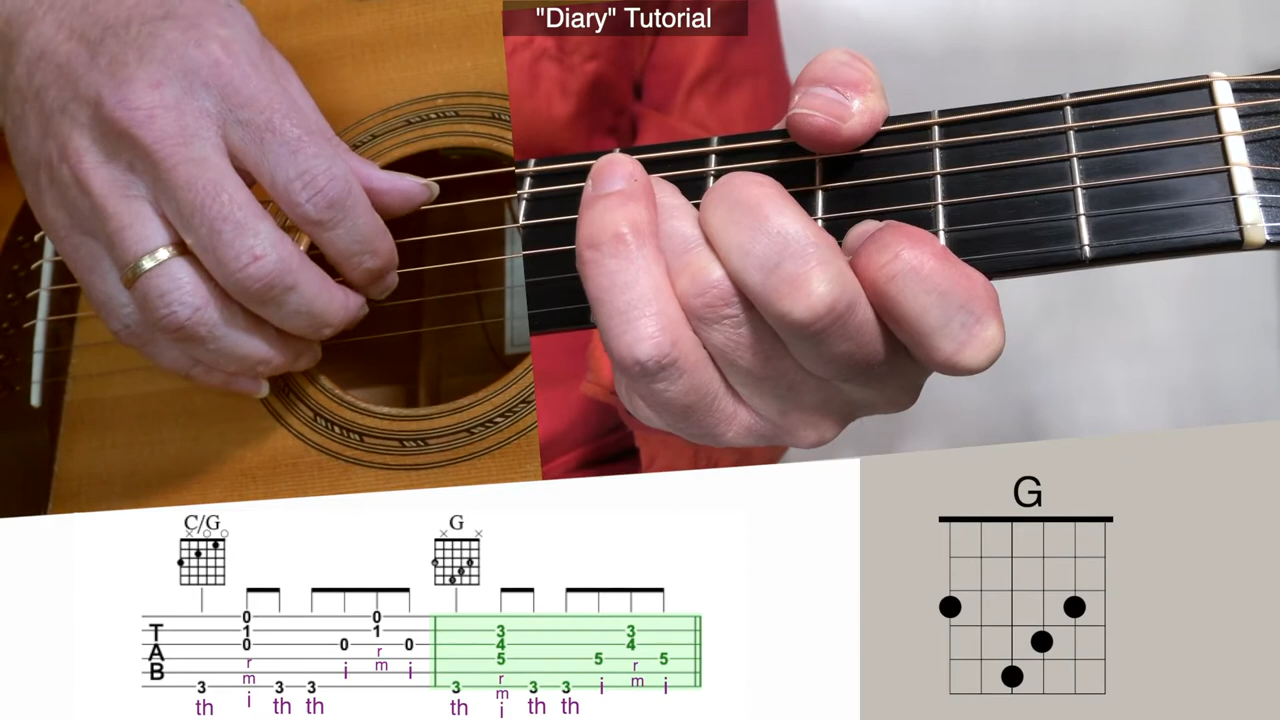 "Diary" Tutorial
G
C/G G
x o o x x
0 0
1 1 3 3
T 0 0 0 4 4
A 5 5 5
B
3 3 3 3 3 3
r r r r
m i m i m i m i
th i th th th i th th